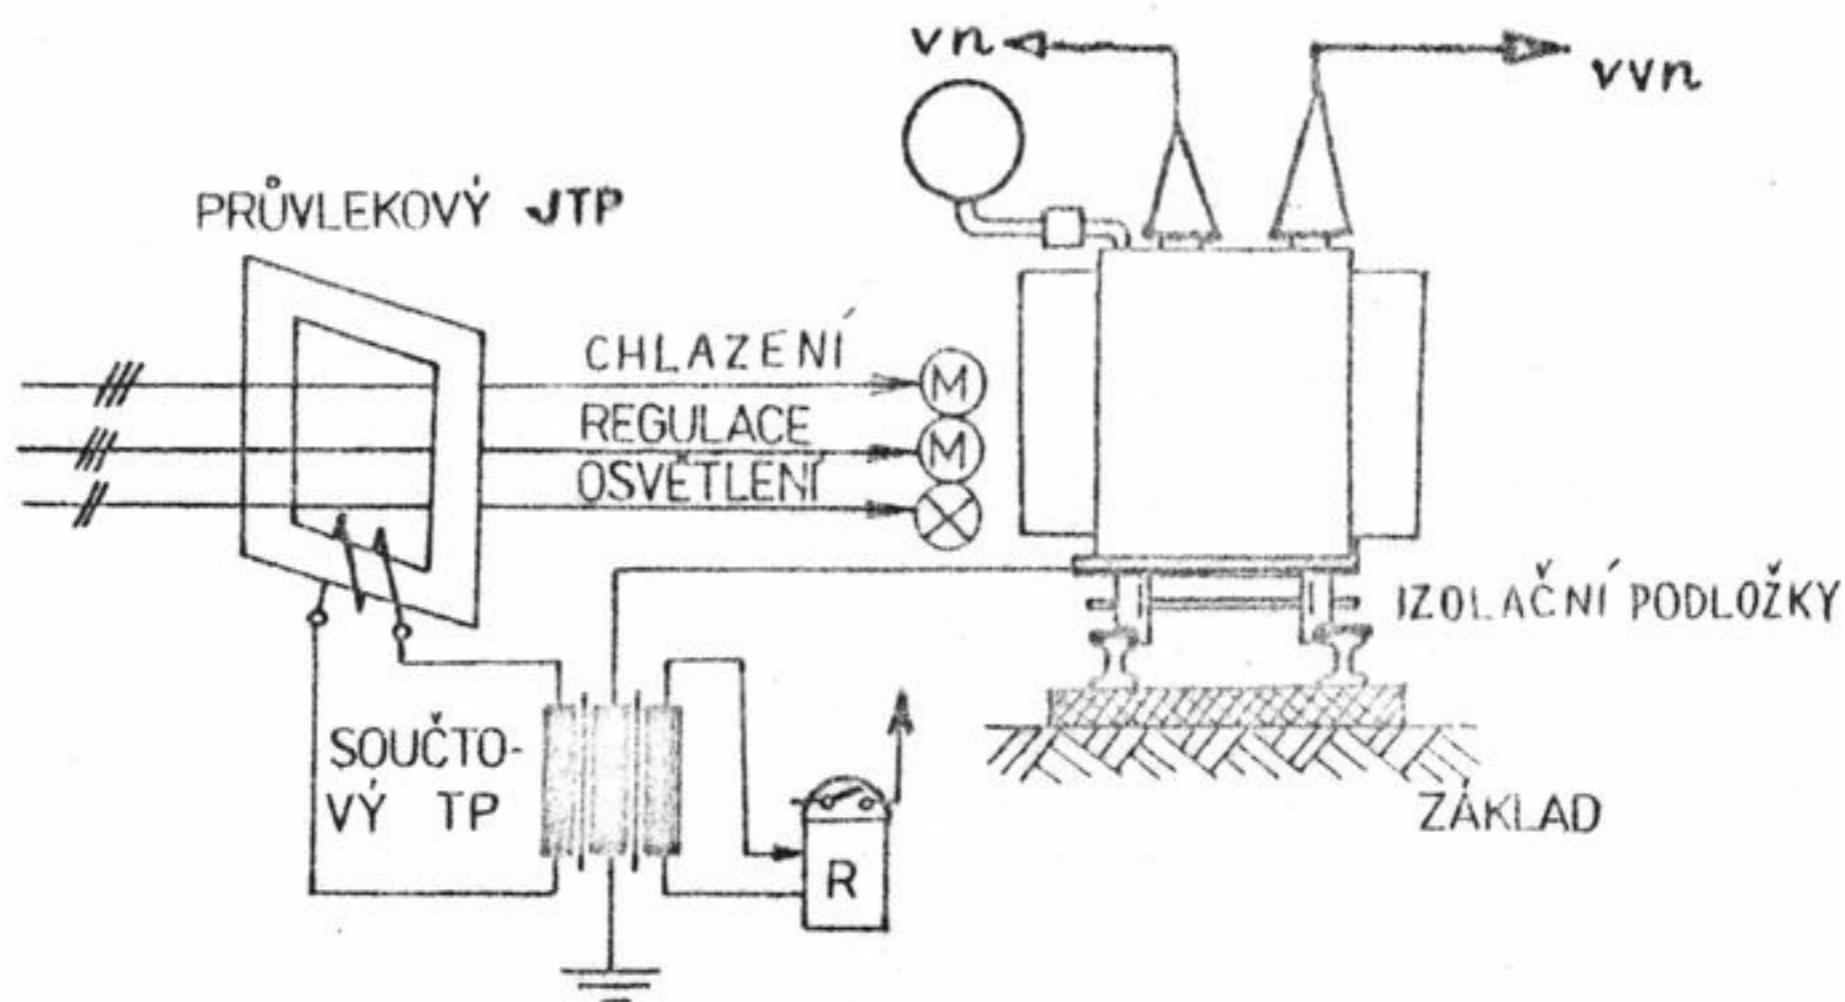 vn
vvn
PRŮVLEKOVÝ JTP
CHLAZENÍ
M
REGULACE
M
OSVĚTLENÍ
IZOLAČNÍ PODLOŽKY
SOUČTO-
VÝ TP
R
ZÁKLAD